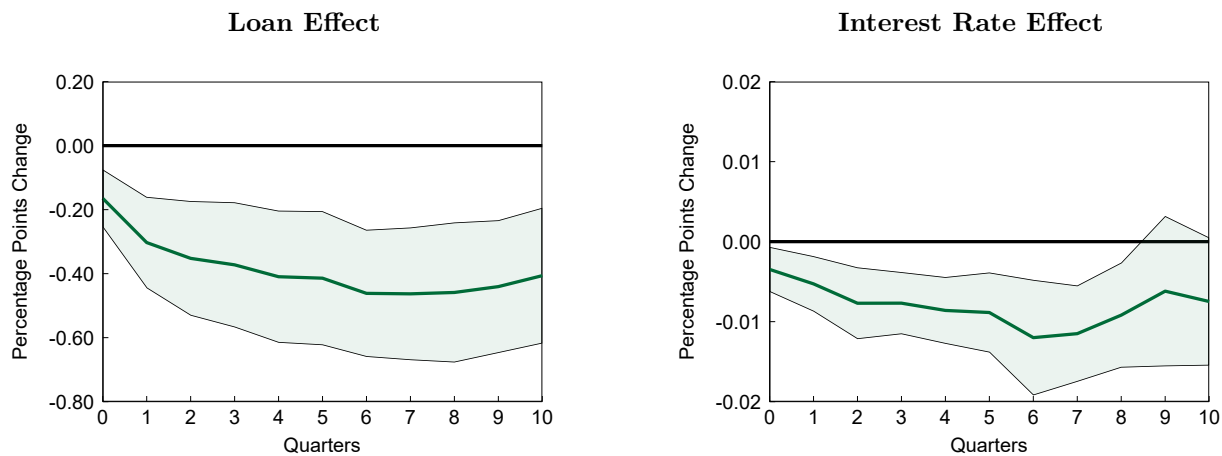 Loan Effect
Percentage Points Change
0.20
0.00
-0.20
-0.40
-0.60
-0.80
0 1 2 3 4 5 6 7 8 9 10
Quarters
Interest Rate Effect
Percentage Points Change
0.02
0.01
0.00
-0.01
-0.02
0 1 2 3 4 5 6 7 8 9 10
Quarters